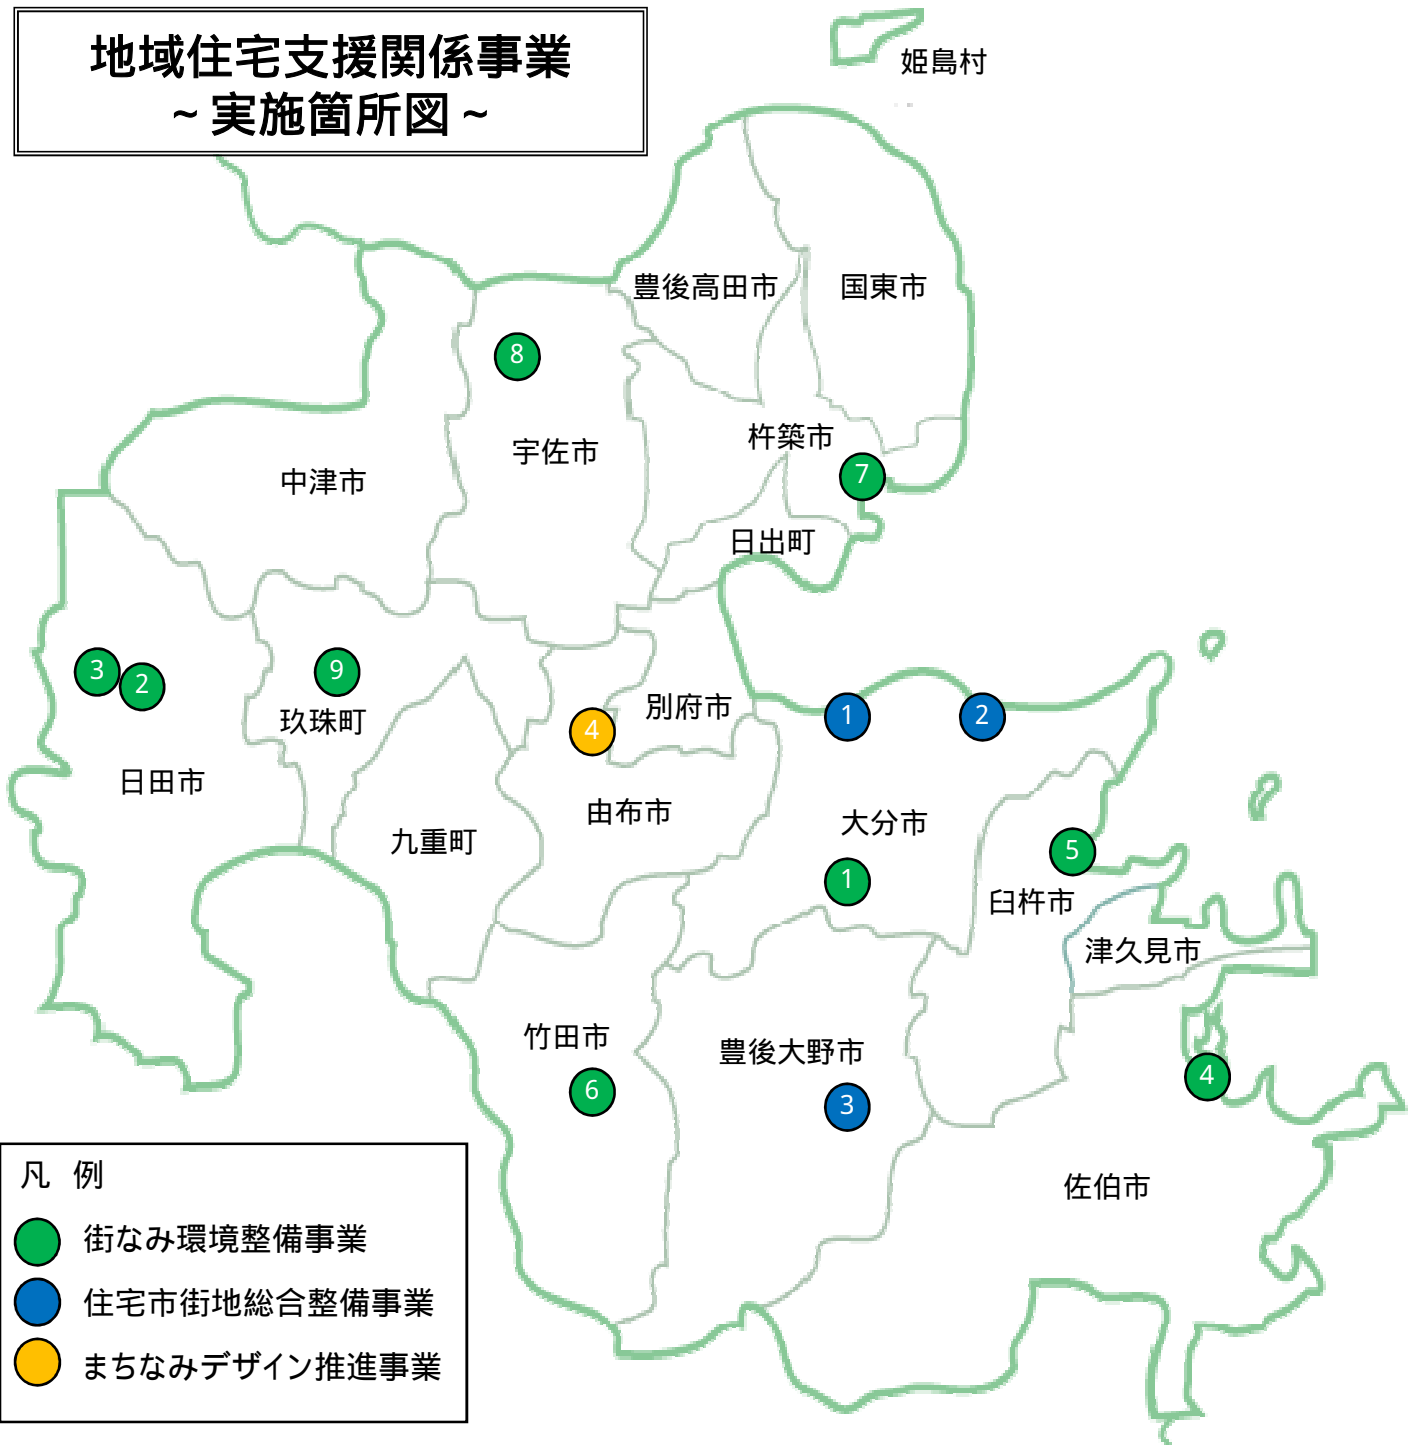 地域住宅支援関係事業
~ 実施箇所図 ~
姫島村
豊後高田市
国東市
8
宇佐市
杵築市
7
中津市
日出町
3
2
9
玖珠町
別府市
4
1
2
日田市
由布市
大分市
九重町
5
1
臼杵市
津久見市
竹田市
豊後大野市
6
3
4
佐伯市
凡 例
街なみ環境整備事業
住宅市街地総合整備事業
まちなみデザイン推進事業